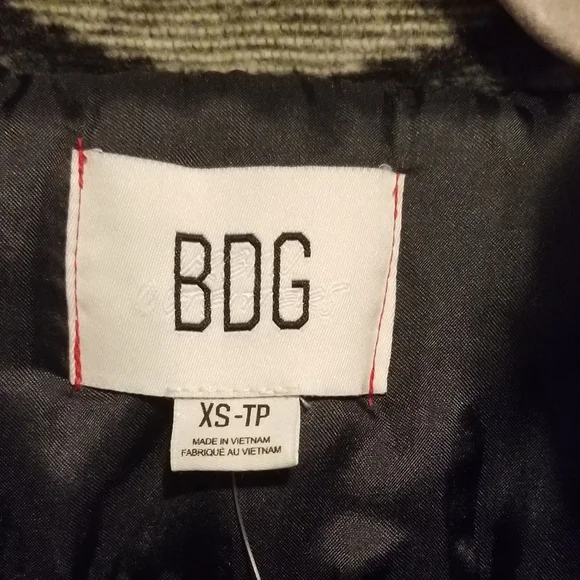 BDG
XS-TP
MADE IN VIETNAM
FABRIQUÉ AU VIETNAM